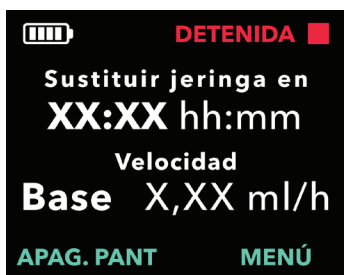 DETENIDA
Sustituir jeringa en
XX:XX hh:mm
Velocidad
Base X,XX ml/h
APAG. PANT MENÚ